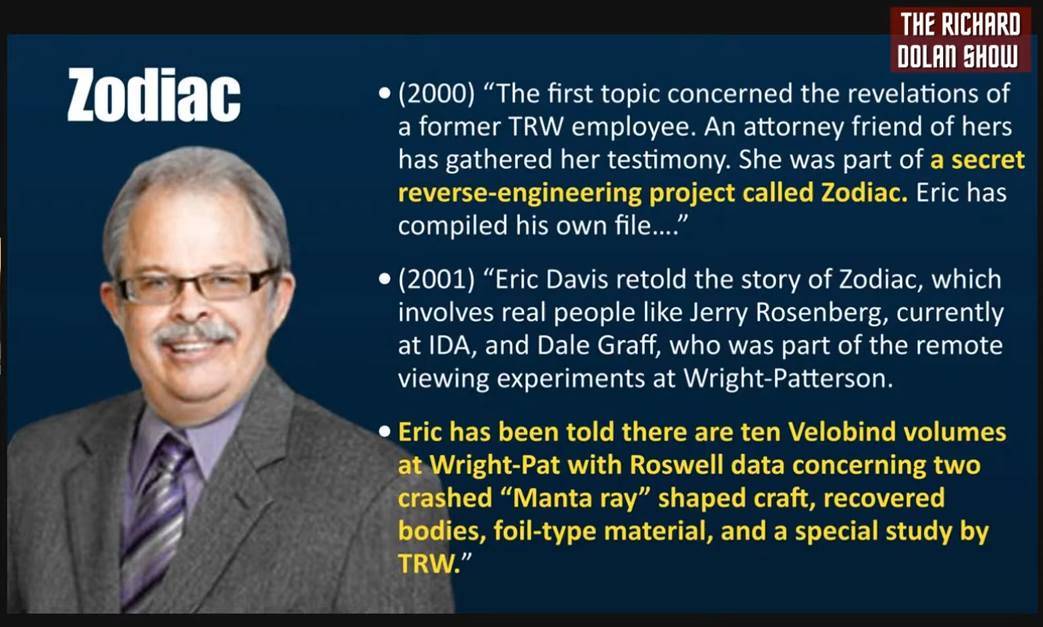 THE RICHARD
DOLAN SHOW
Zodiac
• (2000) “The first topic concerned the revelations of
a former TRW employee. An attorney friend of hers
has gathered her testimony. She was part of a secret
reverse-engineering project called Zodiac. Eric has
compiled his own file....”
• (2001) “Eric Davis retold the story of Zodiac, which
involves real people like Jerry Rosenberg, currently
at IDA, and Dale Graff, who was part of the remote
viewing experiments at Wright-Patterson.
• Eric has been told there are ten Velobind volumes
at Wright-Pat with Roswell data concerning two
crashed “Manta ray” shaped craft, recovered
bodies, foil-type material, and a special study by
TRW.”